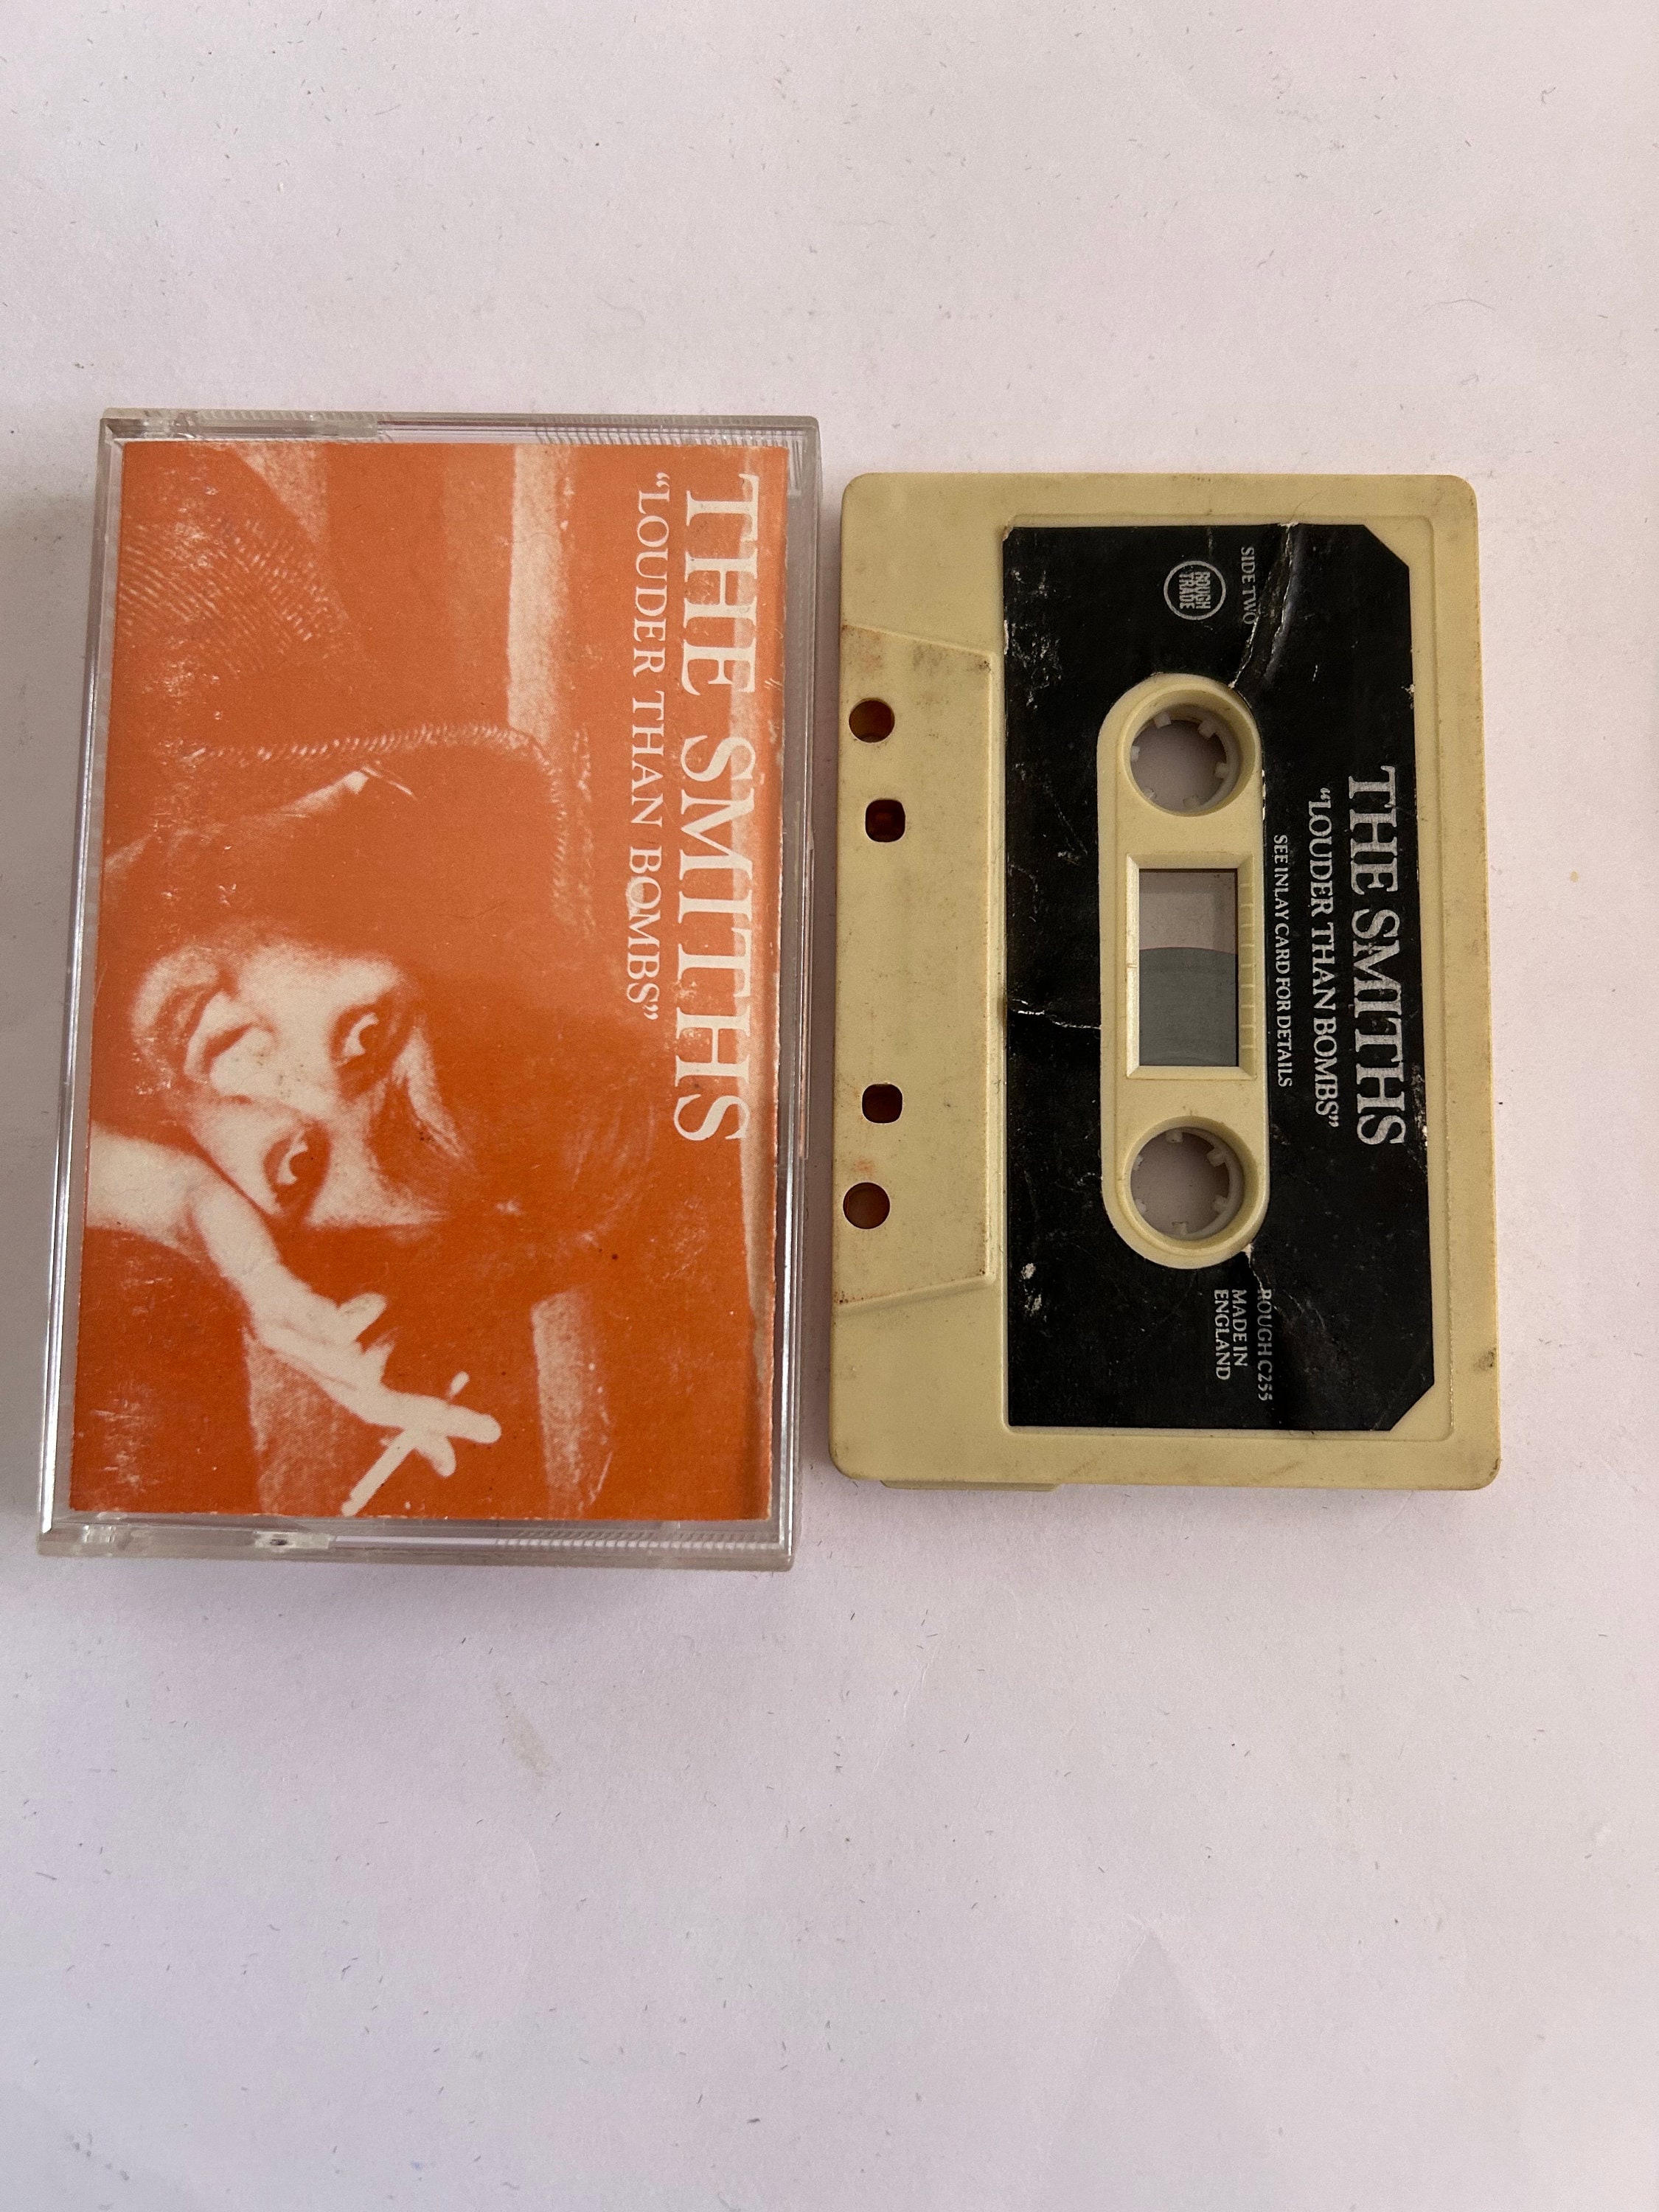 THE SMITHS
“LOUDER THAN BOMBS”
THE SMITHS
“LOUDER THAN BOMBS”
SEE INLAY CARD FOR DETAILS
SIDE TWO
ROUGH
TRADE
ROUGH C255
MADE IN
ENGLAND